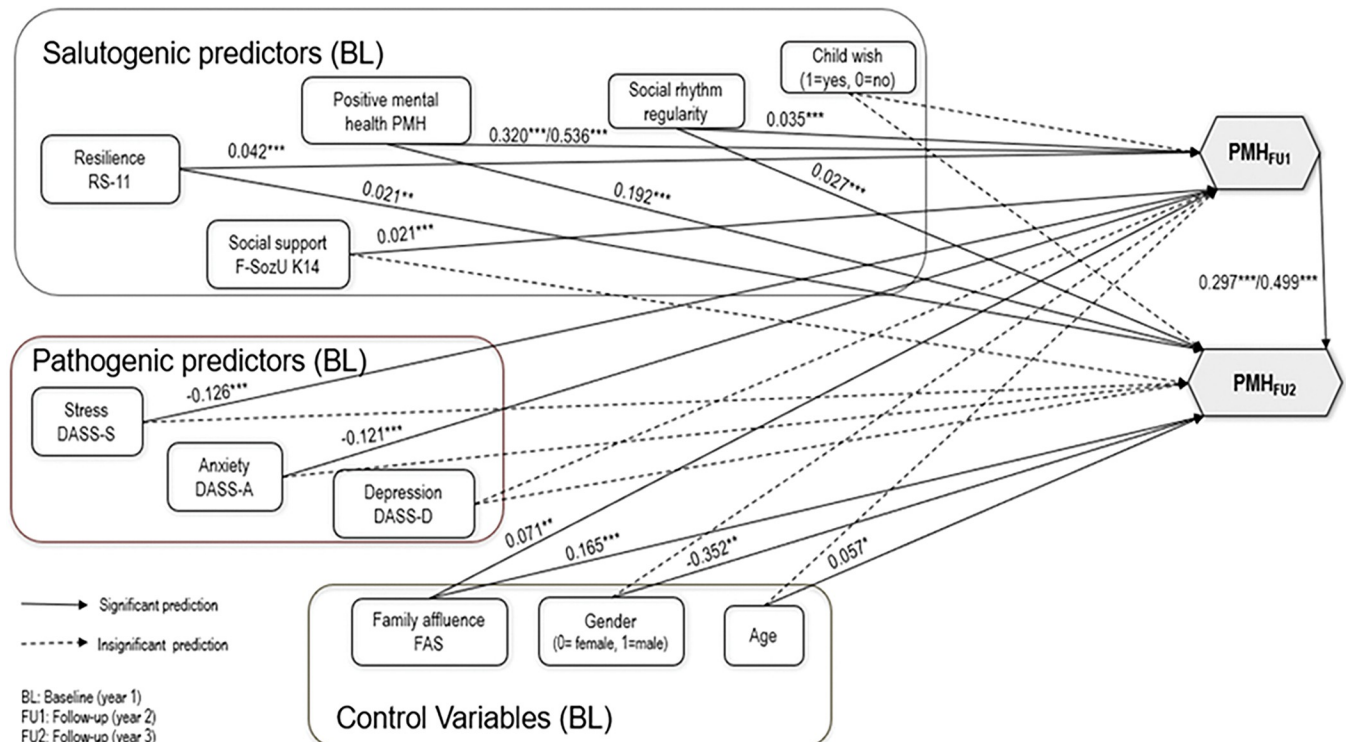 Salutogenic predictors (BL)
Child wish
(1=yes, 0=no)
Positive mental
health PMH
Social rhythm
regularity
0.035***
0.320***/0.536***
Resilience
RS-11
0.042***
PMHFU1
0.021**
0.192***
0.027***
Social support
F-SozU K14
0.021***
0.297***/0.499***
Pathogenic predictors (BL)
Stress
DASS-S
-0.126***
PMHFU2
Anxiety
DASS-A
-0.121***
Depression
DASS-D
0.071**
0.165***
-0.352**
0.057*
Significant prediction
Insignificant prediction
Family affluence
FAS
Gender
(0= female, 1=male)
Age
Control Variables (BL)
BL: Baseline (year 1)
FU1: Follow-up (year 2)
FU2: Follow-up (year 3)